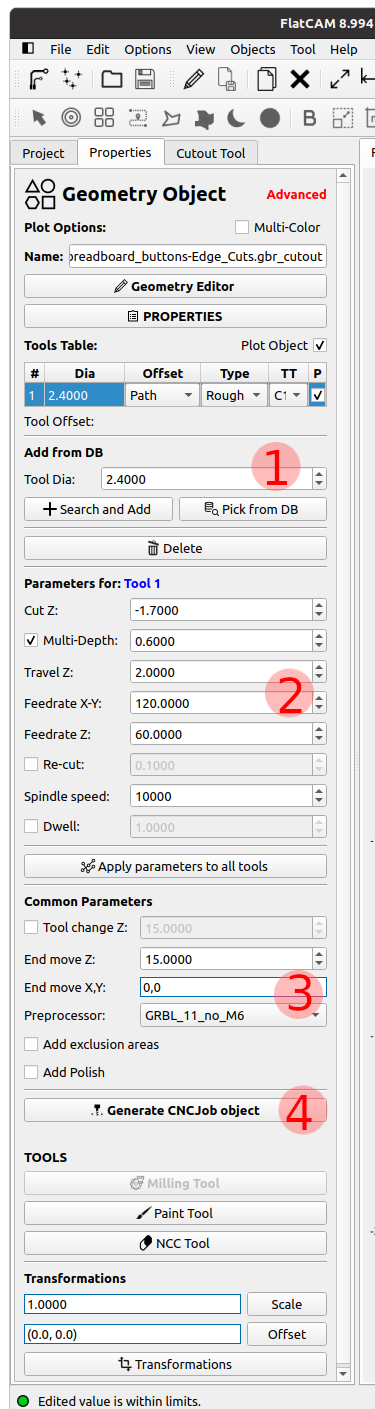 FlatCAM 8.994
File Edit Options View Objects Tool Help
B
Project Properties Cutout Tool
Geometry Object Advanced
Plot Options: Multi-Color
Name: breadboard_buttons-Edge_Cuts.gbr_cutout
Geometry Editor
PROPERTIES
Tools Table: Plot Object
# Dia Offset Type TT P
1 2.4000 Path Rough C1
Tool Offset:
Add from DB
1
Tool Dia: 2.4000
Search and Add Pick from DB
Delete
Parameters for: Tool 1
Cut Z: -1.7000
Multi-Depth: 0.6000
Travel Z: 2.0000
2
Feedrate X-Y: 120.0000
Feedrate Z: 60.0000
Re-cut: 0.1000
Spindle speed: 10000
Dwell: 1.0000
Apply parameters to all tools
Common Parameters
Tool change Z: 15.0000
End move Z: 15.0000
End move X,Y: 0,0
3
Preprocessor: GRBL_11_no_M6
Add exclusion areas
Add Polish
Generate CNCJob object 4
TOOLS
Milling Tool
Paint Tool
NCC Tool
Transformations
1.0000 Scale
(0.0, 0.0) Offset
Transformations
Edited value is within limits.